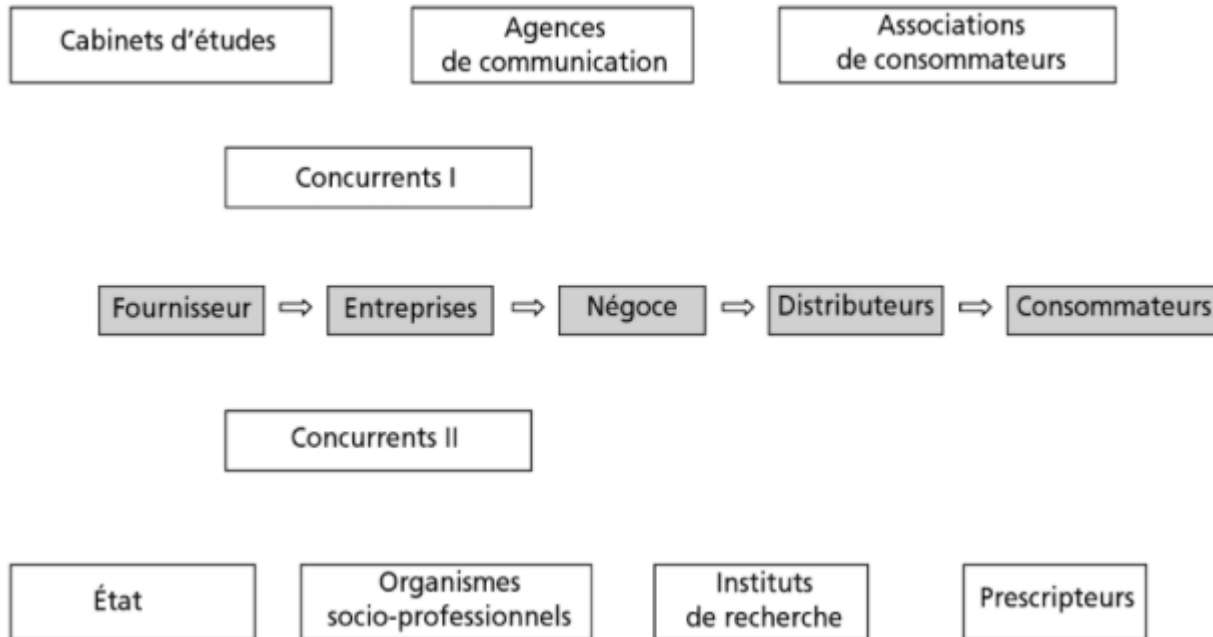 Cabinets d'études
Agences
de communication
Associations
de consommateurs
Concurrents I
Fournisseur ⇨ Entreprises ⇨ Négoce ⇨ Distributeurs ⇨ Consommateurs
Concurrents II
État
Organismes
socio-professionnels
Instituts
de recherche
Prescripteurs